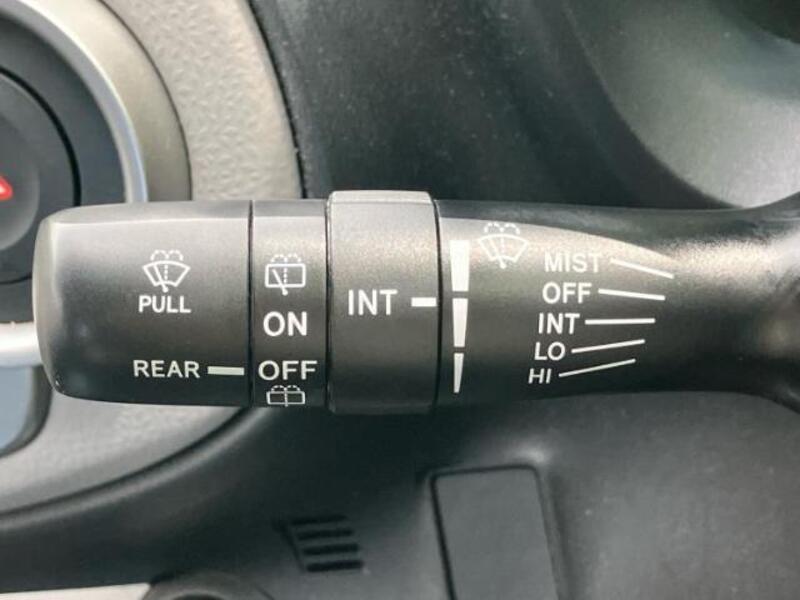 PULL
REAR
ON
OFF
INT
MIST
OFF
INT
LO
HI